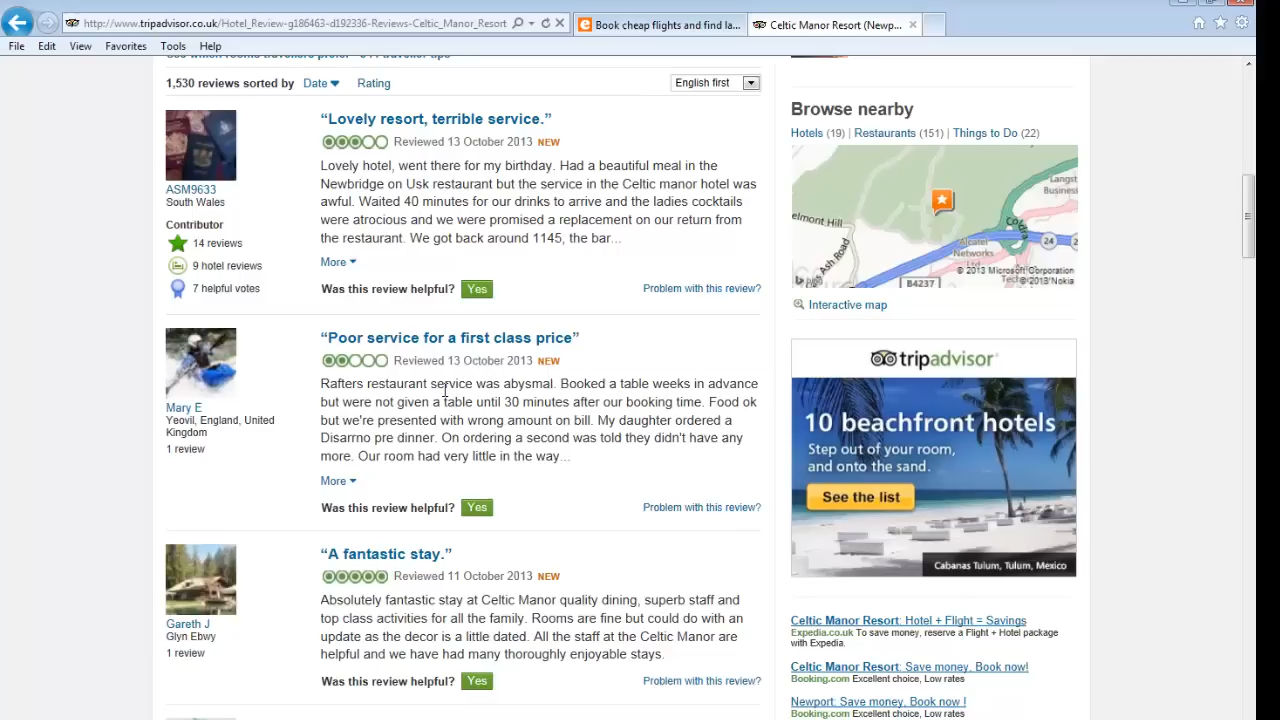 http://www.tripadvisor.co.uk/Hotel_Review-g186463-d192336-Reviews-Celtic_Manor_Resort
Book cheap flights and find la...
Celtic Manor Resort (Newp...
File Edit View Favorites Tools Help
1,530 reviews sorted by Date Rating
English first
“Lovely resort, terrible service.”
Reviewed 13 October 2013 NEW
Lovely hotel, went there for my birthday. Had a beautiful meal in the
Newbridge on Usk restaurant but the service in the Celtic manor hotel was
awful. Waited 40 minutes for our drinks to arrive and the ladies cocktails
were atrocious and we were promised a replacement on our return from
the restaurant. We got back around 1145, the bar...
More
Was this review helpful? Yes
Problem with this review?
ASM9633
South Wales
Contributor
14 reviews
9 hotel reviews
7 helpful votes
“Poor service for a first class price”
Reviewed 13 October 2013 NEW
Rafters restaurant service was abysmal. Booked a table weeks in advance
but were not given a table until 30 minutes after our booking time. Food ok
but we're presented with wrong amount on bill. My daughter ordered a
Disarrno pre dinner. On ordering a second was told they didn't have any
more. Our room had very little in the way...
More
Was this review helpful? Yes
Problem with this review?
Mary E
Yeovil, England, United
Kingdom
1 review
“A fantastic stay.”
Reviewed 11 October 2013 NEW
Absolutely fantastic stay at Celtic Manor quality dining, superb staff and
top class activities for all the family. Rooms are fine but could do with an
update as the decor is a little dated. All the staff at the Celtic Manor are
helpful and we have had many thoroughly enjoyable stays.
Was this review helpful? Yes
Problem with this review?
Gareth J
Glyn Ebwy
1 review
Browse nearby
Hotels (19) | Restaurants (151) | Things to Do (22)
Langst
Business
elmont Hill
Ash Road
Alcatel
Networks
24
B4237
© 2013 Microsoft Corporation
© 2013 Nokia
Interactive map
tripadvisor
10 beachfront hotels
Step out of your room,
and onto the sand.
See the list
Cabanas Tulum, Tulum, Mexico
Celtic Manor Resort: Hotel + Flight = Savings
Expedia.co.uk To save money, reserve a Flight + Hotel package
with Expedia.
Celtic Manor Resort: Save money, Book now!
Booking.com Excellent choice, Low rates
Newport: Save money, Book now !
Booking.com Excellent choice, Low rates